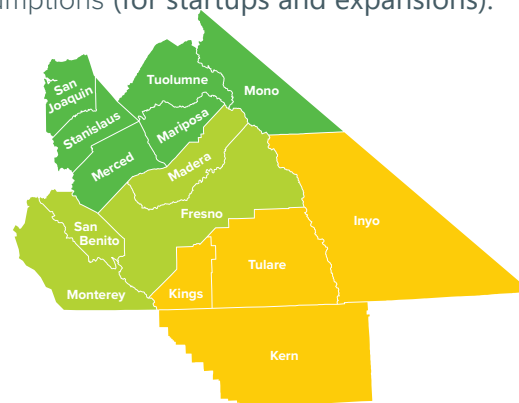 umptions (for startups and expansions).
Tuolumne
San
Joaquin
Mono
Stanislaus
Mariposa
Merced
Madera
Fresno
Inyo
San
Benito
Tulare
Monterey
Kings
Kern